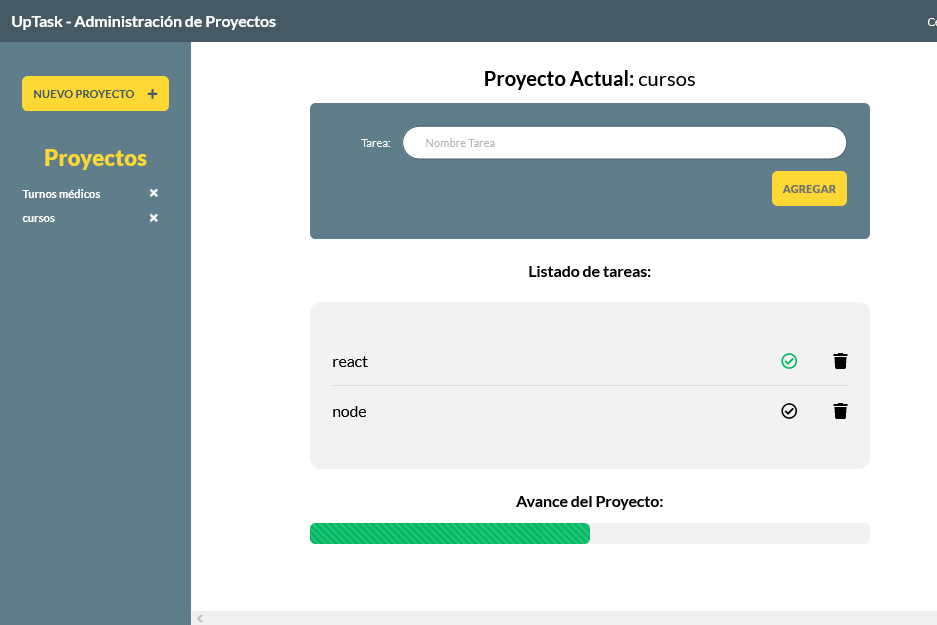 UpTask - Administración de Proyectos
NUEVO PROYECTO
Proyectos
Turnos médicos
cursos
Proyecto Actual: cursos
Tarea:
Nombre Tarea
AGREGAR
Listado de tareas:
react
node
Avance del Proyecto: